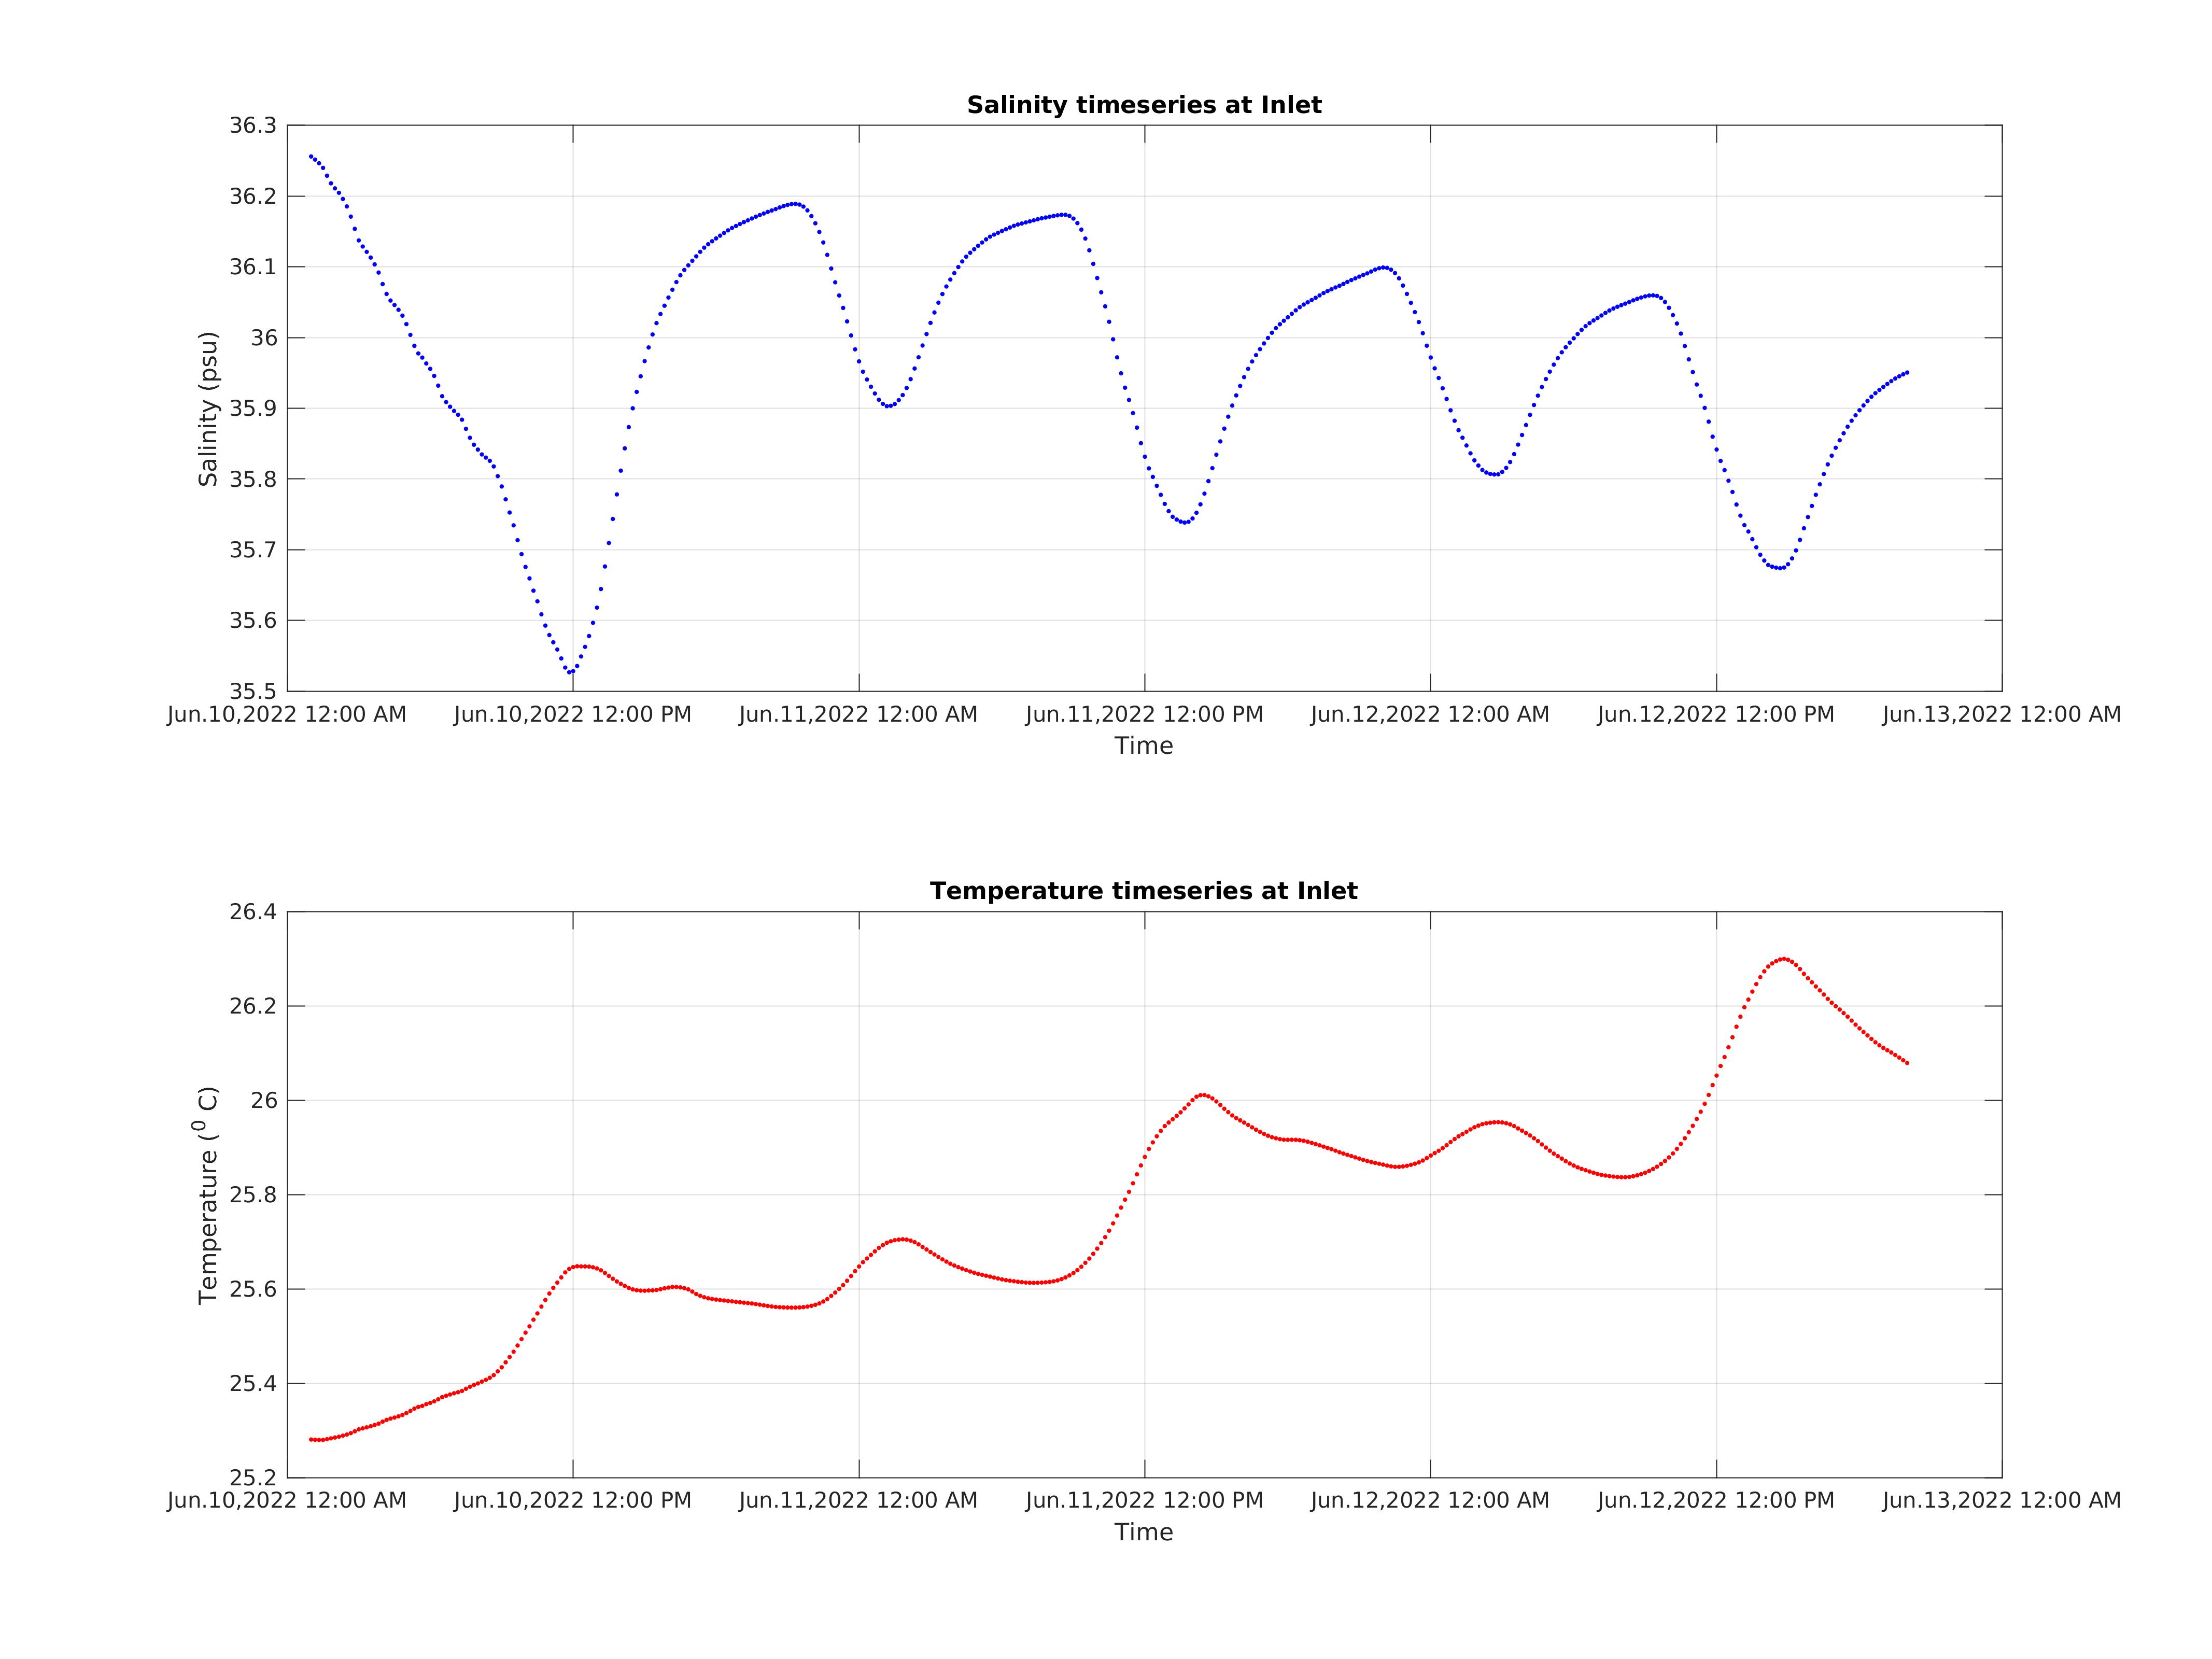 Salinity timeseries at Inlet
36.3
36.2
36.1
36
35.9
35.8
35.7
35.6
35.5
Salinity (psu)
Jun.10,2022 12:00 AM Jun.10,2022 12:00 PM Jun.11,2022 12:00 AM Jun.11,2022 12:00 PM Jun.12,2022 12:00 AM Jun.12,2022 12:00 PM Jun.13,2022 12:00 AM
Time
Temperature timeseries at Inlet
26.4
26.2
26
25.8
25.6
25.4
25.2
Temperature (⁰ C)
Jun.10,2022 12:00 AM Jun.10,2022 12:00 PM Jun.11,2022 12:00 AM Jun.11,2022 12:00 PM Jun.12,2022 12:00 AM Jun.12,2022 12:00 PM Jun.13,2022 12:00 AM
Time